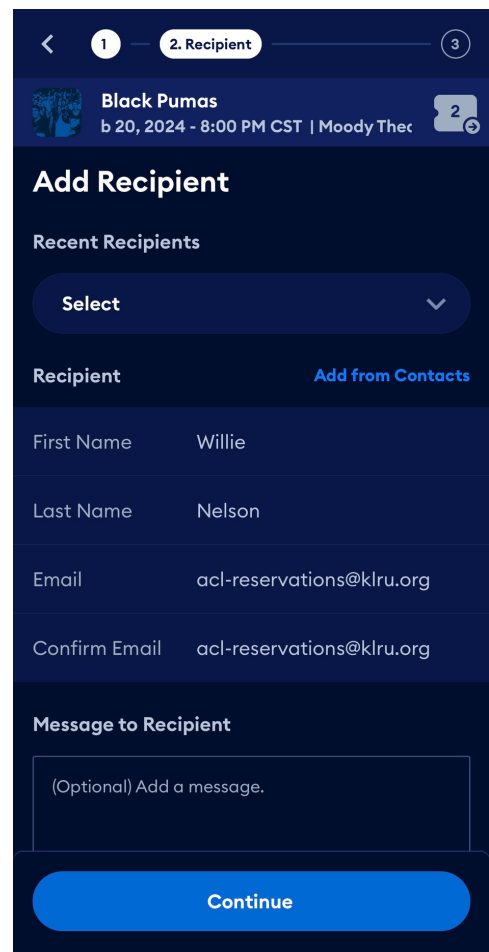 1
2. Recipient
3
Black Pumas
b 20, 2024 - 8:00 PM CST | Moody Thec
2
Add Recipient
Recent Recipients
Select
Recipient Add from Contacts
First Name Willie
Last Name Nelson
Email acl-reservations@klru.org
Confirm Email acl-reservations@klru.org
Message to Recipient
(Optional) Add a message.
Continue